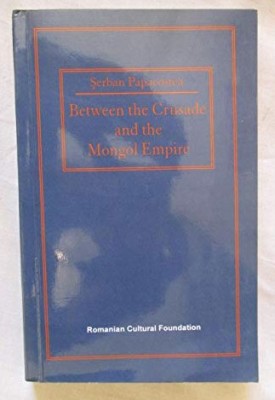 Şerban Papacostea
Between the Crusade
and the
Mongol Empire
Romanian Cultural Foundation